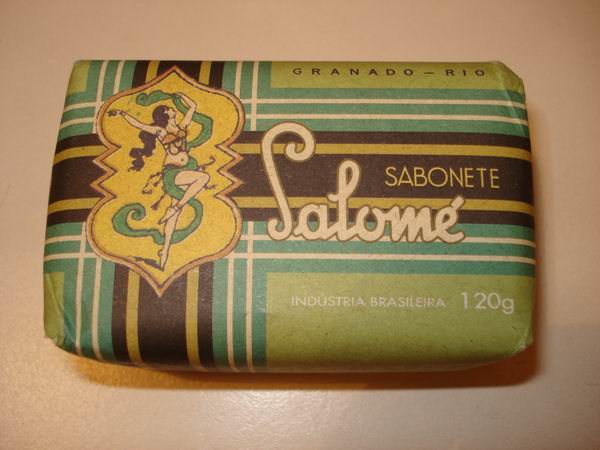 GRANADO — RIO
SABONETE
Salomé
INDÚSTRIA BRASILEIRA 120g